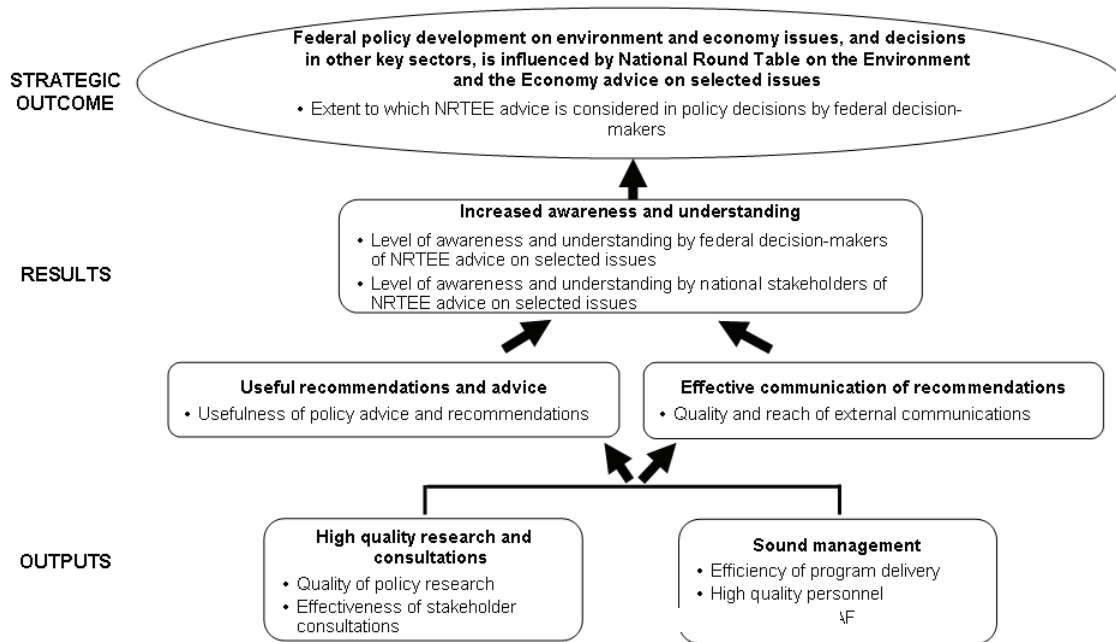 STRATEGIC
OUTCOME
Federal policy development on environment and economy issues, and decisions
in other key sectors, is influenced by National Round Table on the Environment
and the Economy advice on selected issues
• Extent to which NRTEE advice is considered in policy decisions by federal decision-
makers
RESULTS
Increased awareness and understanding
• Level of awareness and understanding by federal decision-makers
of NRTEE advice on selected issues
• Level of awareness and understanding by national stakeholders of
NRTEE advice on selected issues
Useful recommendations and advice
• Usefulness of policy advice and recommendations
Effective communication of recommendations
• Quality and reach of external communications
OUTPUTS
High quality research and
consultations
• Quality of policy research
• Effectiveness of stakeholder
consultations
Sound management
• Efficiency of program delivery
• High quality personnel